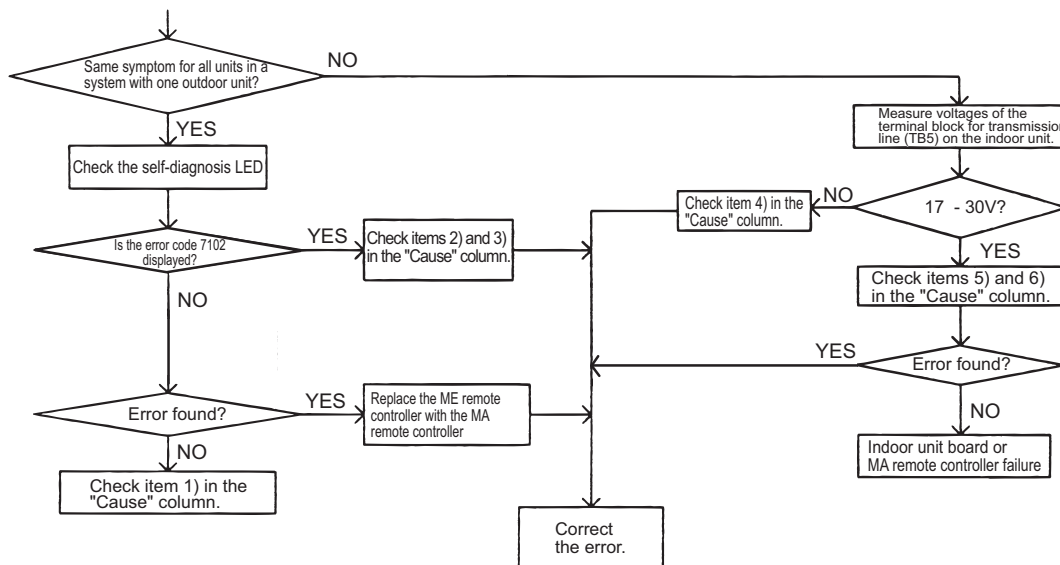 Same symptom for all units in a
system with one outdoor unit?
NO
YES
Measure voltages of the
terminal block for transmission
line (TB5) on the indoor unit.
Check the self-diagnosis LED
NO
Check item 4) in the
"Cause" column.
17 - 30V?
Is the error code 7102
displayed?
YES
Check items 2) and 3)
in the "Cause" column.
YES
Check items 5) and 6)
in the "Cause" column.
NO
YES
Error found?
Error found?
YES
Replace the ME remote
controller with the MA
remote controller
NO
Indoor unit board or
MA remote controller failure
NO
Check item 1) in the
"Cause" column.
Correct
the error.